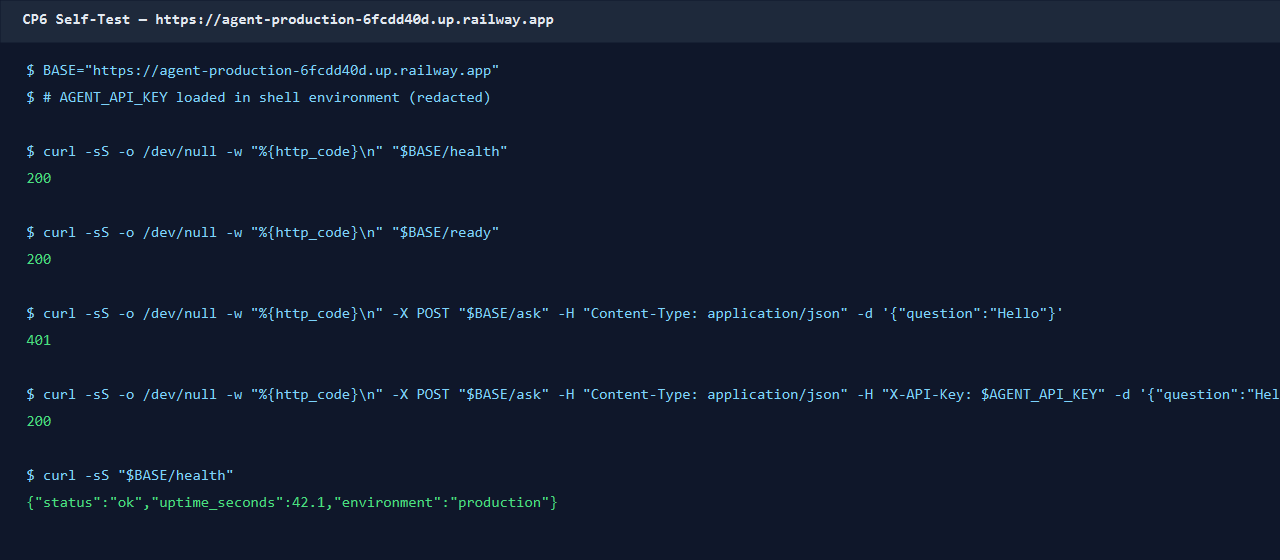 CP6 Self-Test — https://agent-production-6fcdd40d.up.railway.app
$ BASE="https://agent-production-6fcdd40d.up.railway.app"
$ # AGENT_API_KEY loaded in shell environment (redacted)
$ curl -sS -o /dev/null -w "%{http_code}\n" "$BASE/health"
200
$ curl -sS -o /dev/null -w "%{http_code}\n" "$BASE/ready"
200
$ curl -sS -o /dev/null -w "%{http_code}\n" -X POST "$BASE/ask" -H "Content-Type: application/json" -d '{"question":"Hello"}'
401
$ curl -sS -o /dev/null -w "%{http_code}\n" -X POST "$BASE/ask" -H "Content-Type: application/json" -H "X-API-Key: $AGENT_API_KEY" -d '{"question":"Hel
200
$ curl -sS "$BASE/health"
{"status":"ok","uptime_seconds":42.1,"environment":"production"}